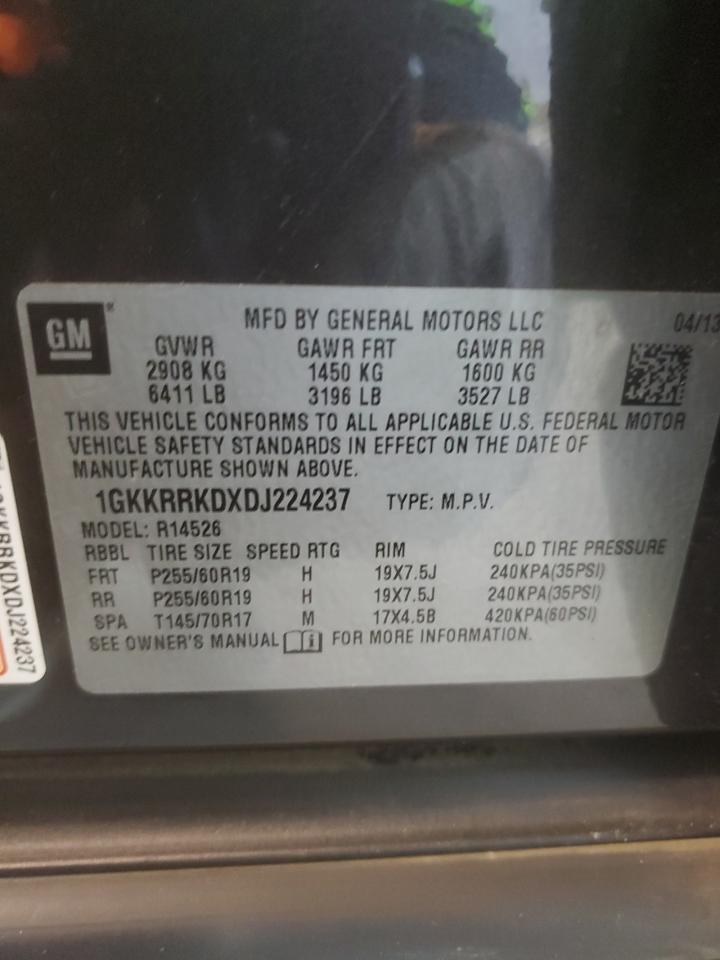 GM
MFD BY GENERAL MOTORS LLC 04/13
GVWR GAWR FRT GAWR RR
2908 KG 1450 KG 1600 KG
6411 LB 3196 LB 3527 LB
THIS VEHICLE CONFORMS TO ALL APPLICABLE U.S. FEDERAL MOTOR
VEHICLE SAFETY STANDARDS IN EFFECT ON THE DATE OF
MANUFACTURE SHOWN ABOVE.
1GKKRRKDXDJ224237 TYPE: M.P.V.
MODEL: R14526
RBBL TIRE SIZE SPEED RTG RIM COLD TIRE PRESSURE
FRT P255/60R19 H 19X7.5J 240KPA(35PSI)
RR P255/60R19 H 19X7.5J 240KPA(35PSI)
SPA T145/70R17 M 17X4.5B 420KPA(60PSI)
SEE OWNER'S MANUAL i FOR MORE INFORMATION.
GKKRRKDXDJ224237